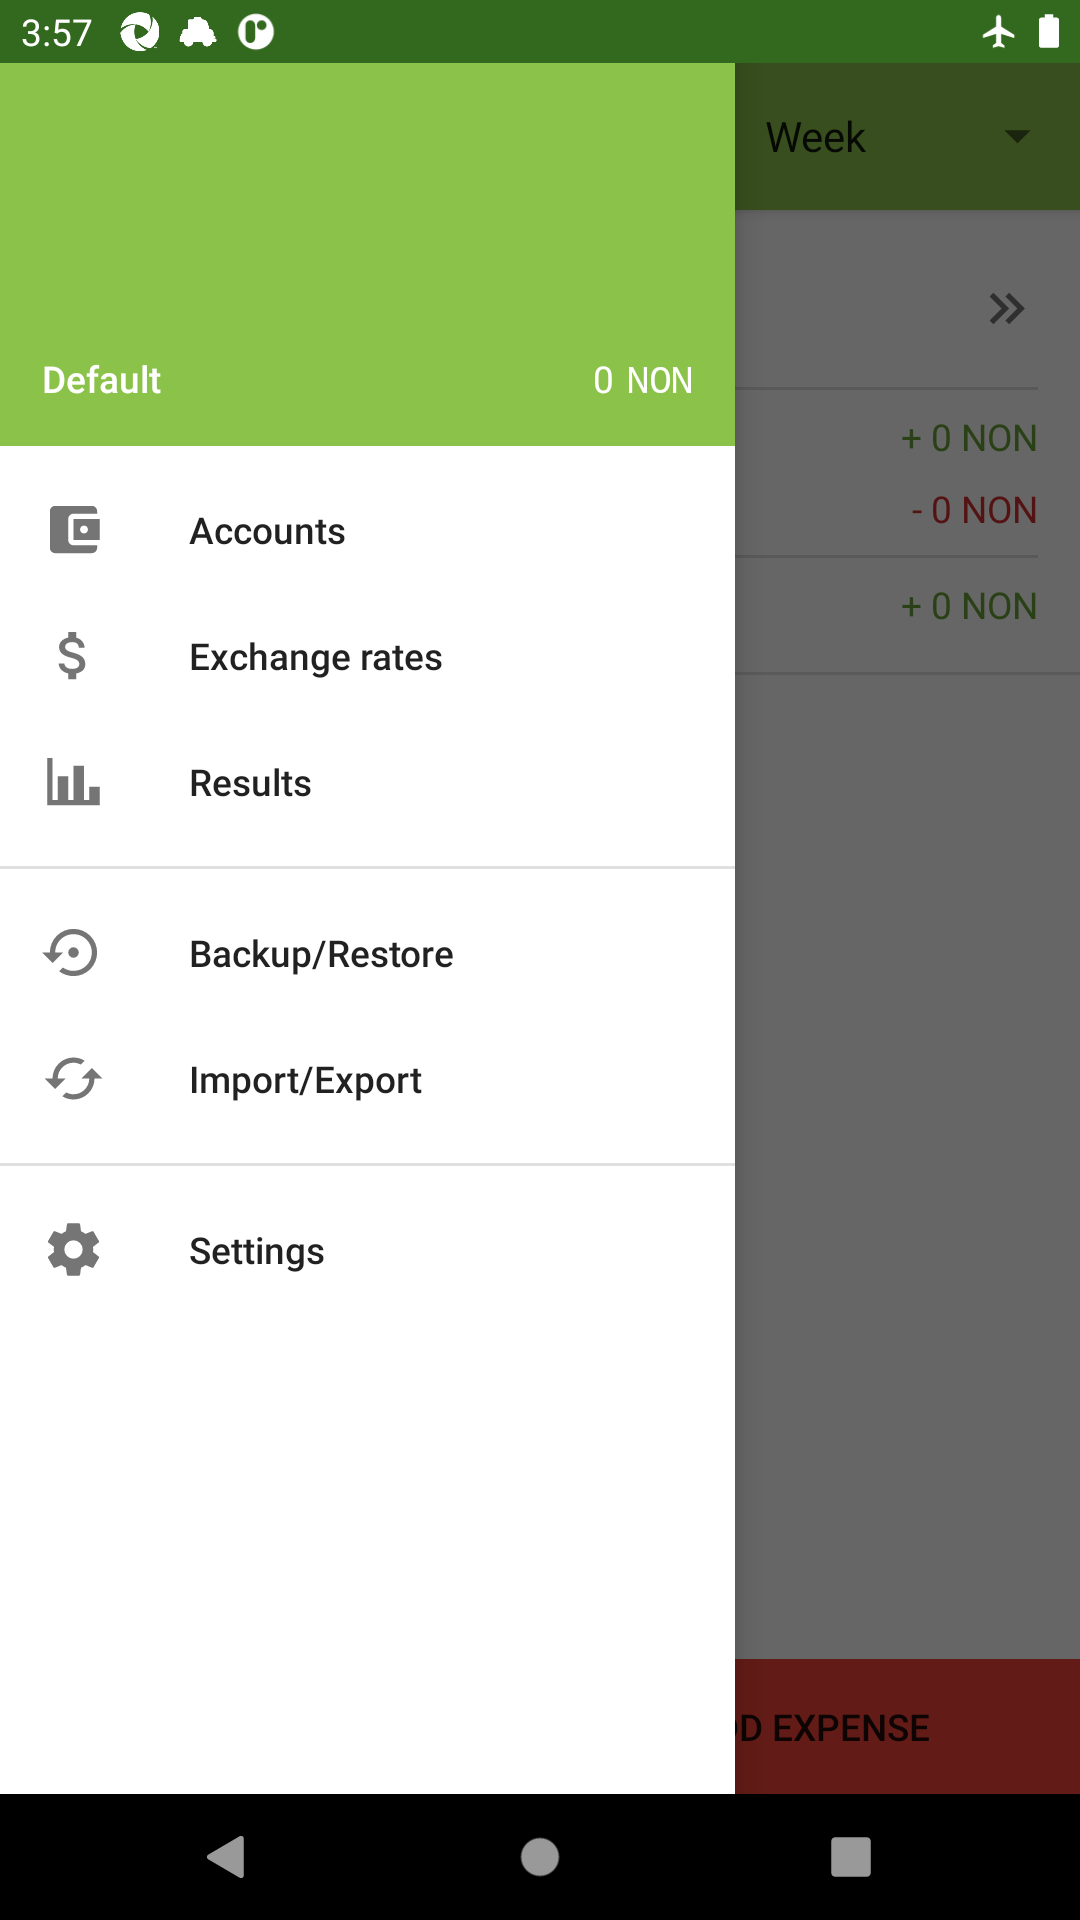 3:57
Week
Default 0 NON
+ 0 NON
- 0 NON
+ 0 NON
Accounts
Exchange rates
Results
Backup/Restore
Import/Export
Settings
EXPENSE